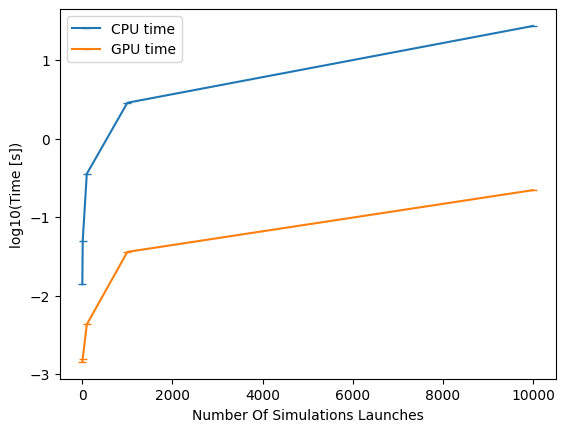 CPU time
GPU time
1
0
−1
−2
−3
log10(Time [s])
0 2000 4000 6000 8000 10000
Number Of Simulations Launches